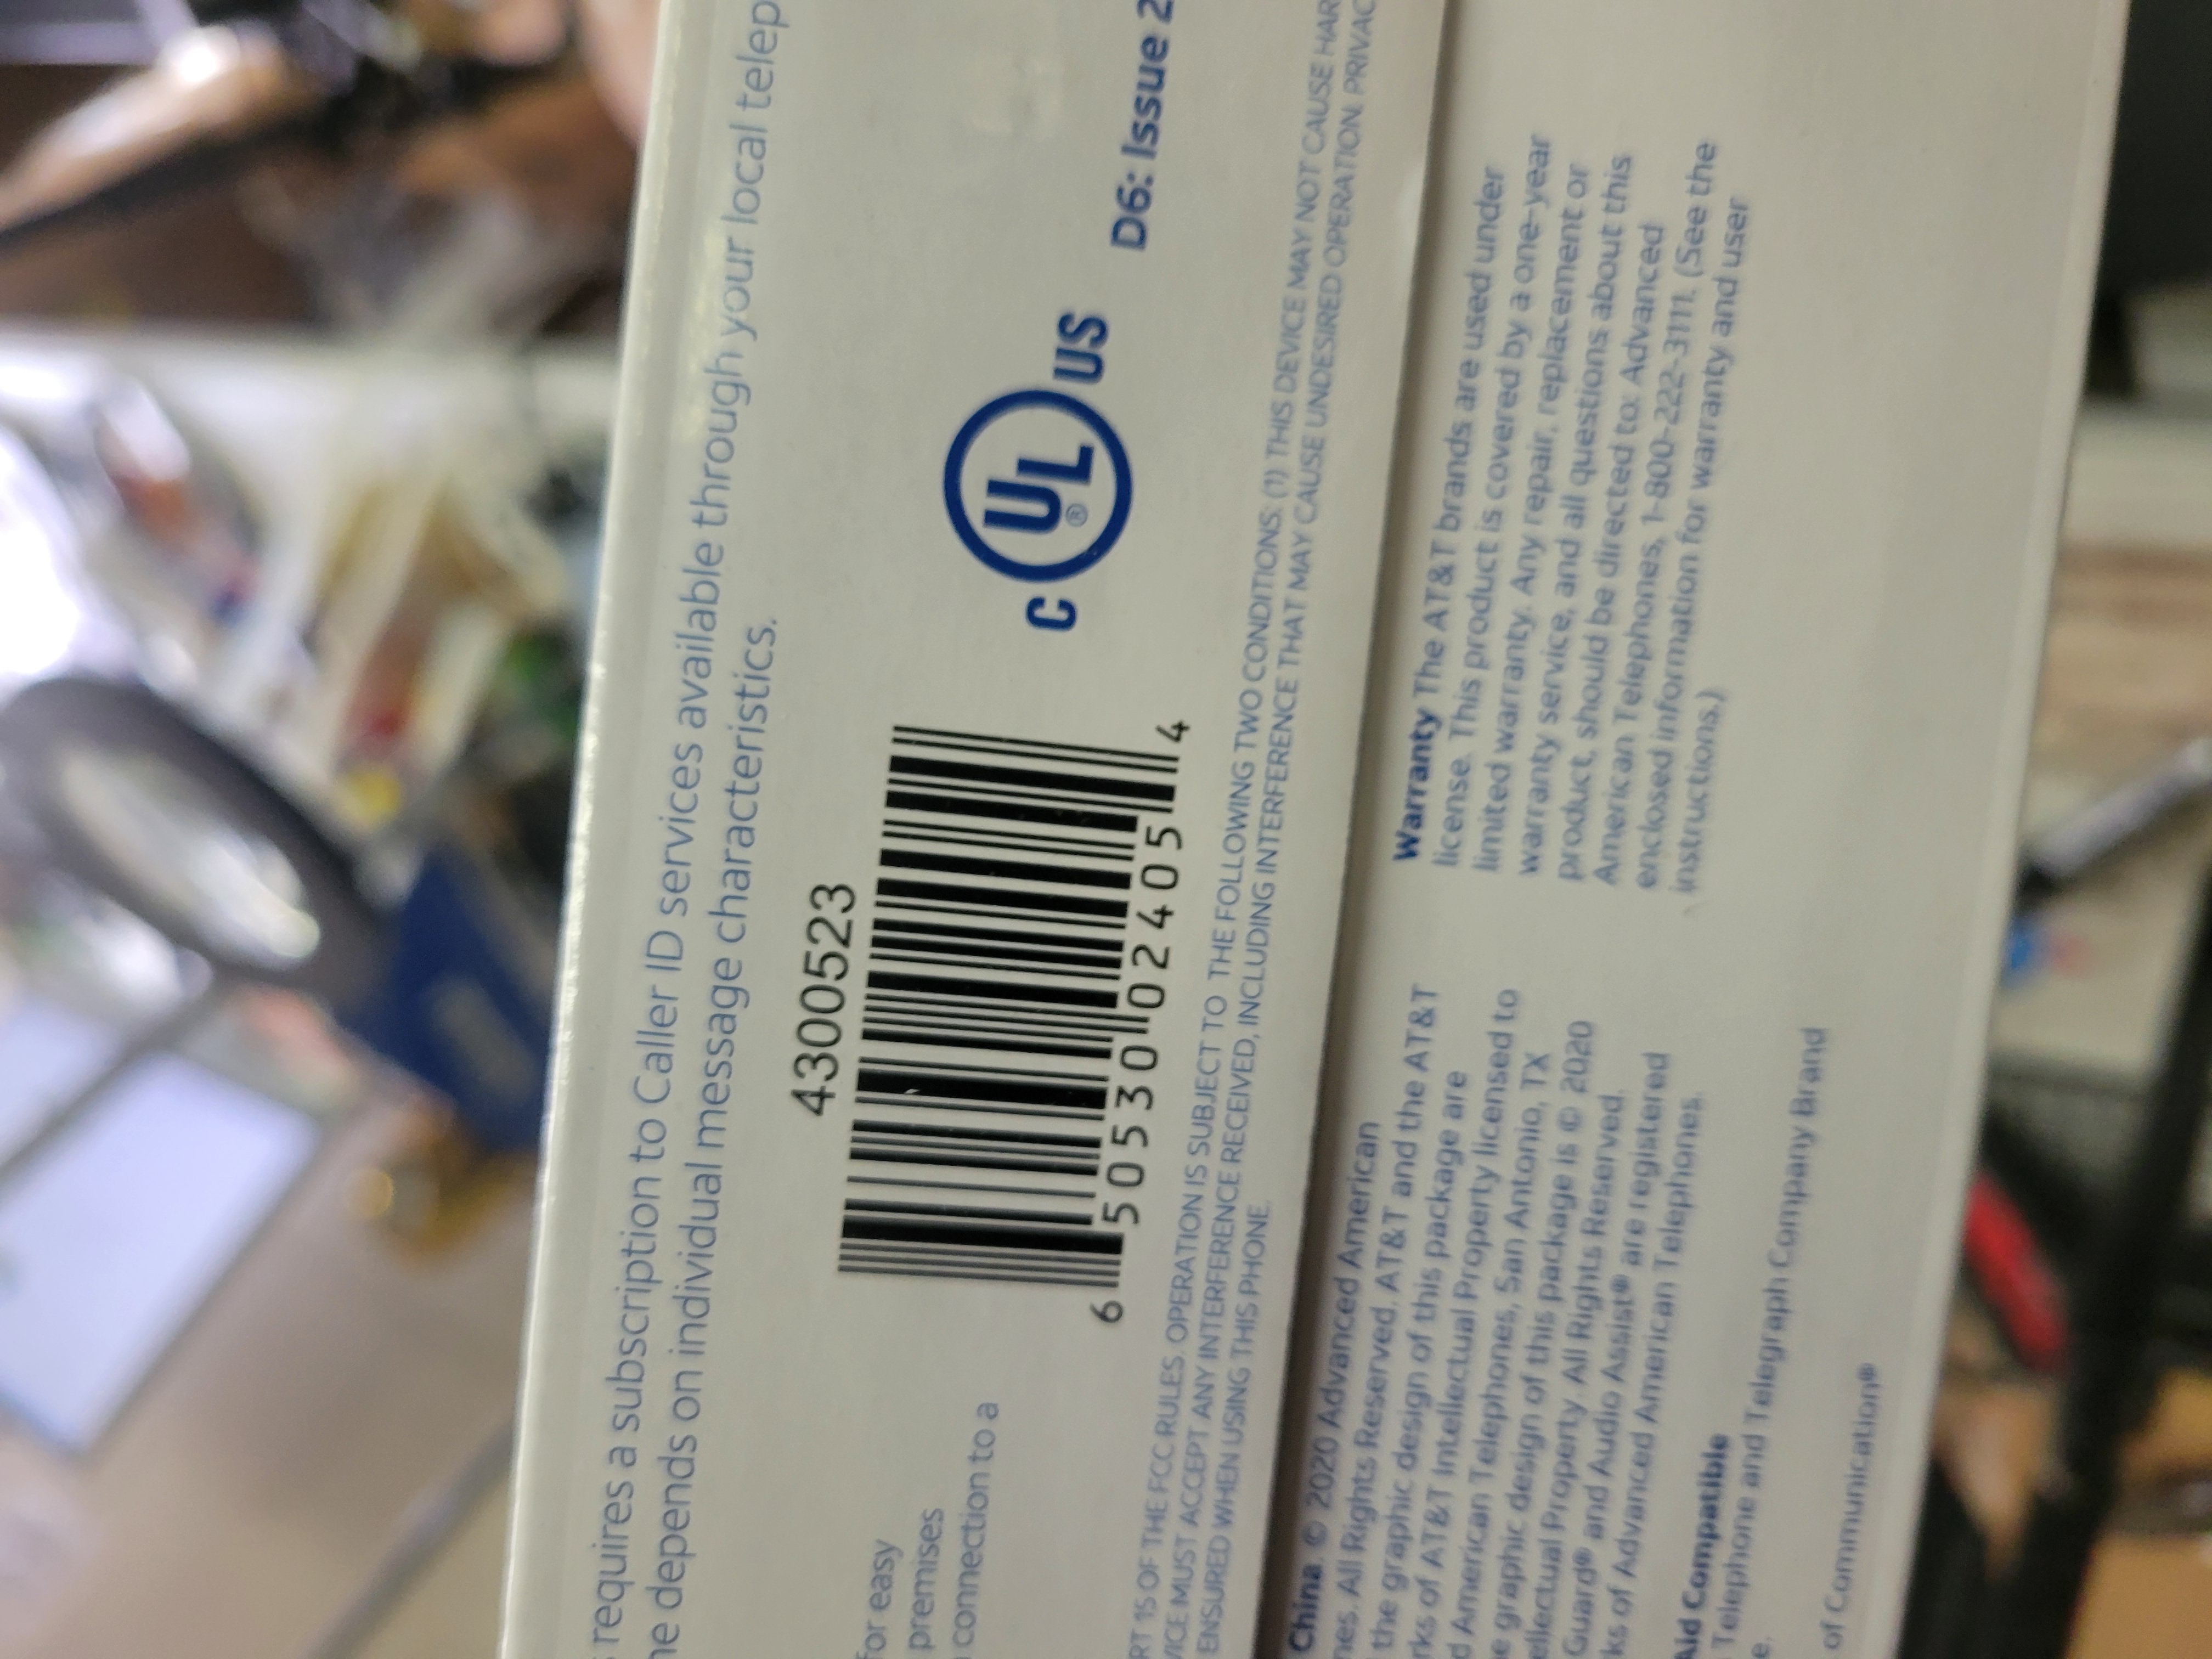 requires a subscription to Caller ID services available through your local telep
depends on individual message characteristics.
4300523
6 50530 02405 4
C UL® US
D6: Issue 2
For easy
premises
connection to a
RT 15 OF THE FCC RULES. OPERATION IS SUBJECT TO THE FOLLOWING TWO CONDITIONS: (1) THIS DEVICE MAY NOT CAUSE HAR
VICE MUST ACCEPT ANY INTERFERENCE RECEIVED, INCLUDING INTERFERENCE THAT MAY CAUSE UNDESIRED OPERATION. PRIVAC
ENSURED WHEN USING THIS PHONE.
China. © 2020 Advanced American
nes. All Rights Reserved. AT&T and the AT&T
the graphic design of this package are
rks of AT&T Intellectual Property licensed to
d American Telephones, San Antonio, TX
e graphic design of this package is © 2020
ellectual Property. All Rights Reserved.
Guard® and Audio Assist® are registered
ks of Advanced American Telephones.
Aid Compatible
Telephone and Telegraph Company Brand
e.
of Communication®
Warranty The AT&T brands are used under
license. This product is covered by a one-year
limited warranty. Any repair, replacement or
warranty service, and all questions about this
product, should be directed to: Advanced
American Telephones, 1-800-222-3111. (See the
enclosed information for warranty and user
instructions.)